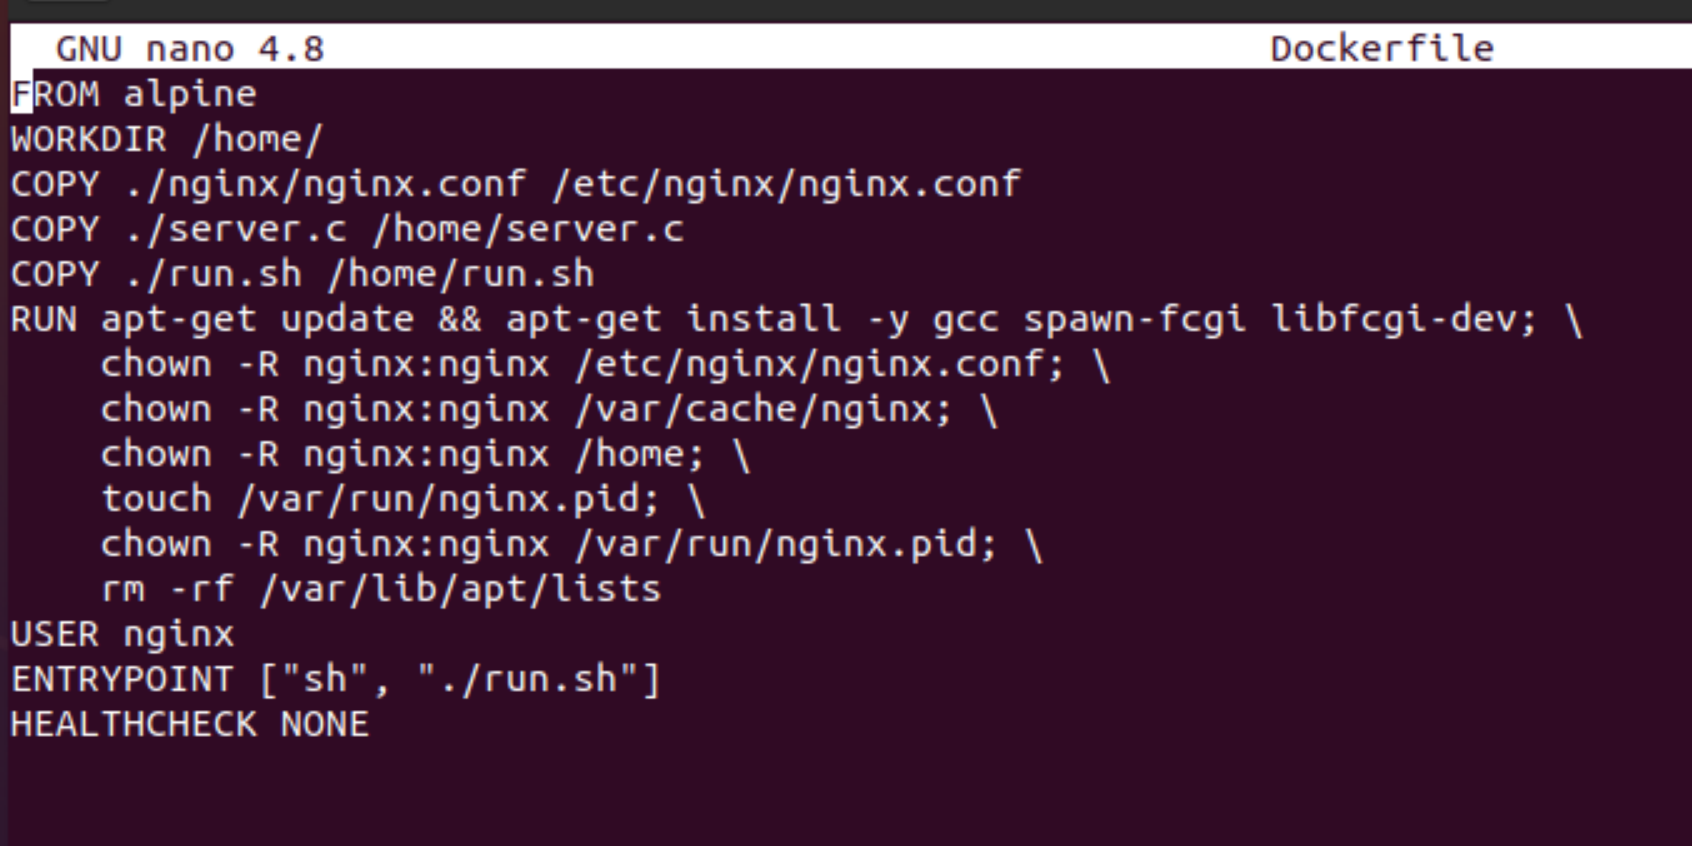 GNU nano 4.8 Dockerfile
FROM alpine
WORKDIR /home/
COPY ./nginx/nginx.conf /etc/nginx/nginx.conf
COPY ./server.c /home/server.c
COPY ./run.sh /home/run.sh
RUN apt-get update && apt-get install -y gcc spawn-fcgi libfcgi-dev; \
    chown -R nginx:nginx /etc/nginx/nginx.conf; \
    chown -R nginx:nginx /var/cache/nginx; \
    chown -R nginx:nginx /home; \
    touch /var/run/nginx.pid; \
    chown -R nginx:nginx /var/run/nginx.pid; \
    rm -rf /var/lib/apt/lists
USER nginx
ENTRYPOINT ["sh", "./run.sh"]
HEALTHCHECK NONE